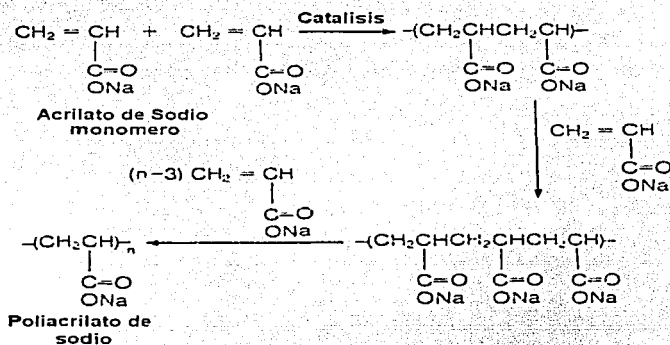 CH₂ = CH + CH₂ = CH Catalisis -(CH₂CHCH₂CH)-
C=O C=O C=O C=O
ONa ONa ONa ONa
Acrilato de Sodio
monomero
CH₂ = CH
C=O
ONa
(n-3) CH₂ = CH
C=O
ONa
-(CH₂CH)-n -(CH₂CHCH₂CHCH₂CH)-
C=O C=O C=O C=O
ONa ONa ONa ONa
Poliacrilato de
sodio